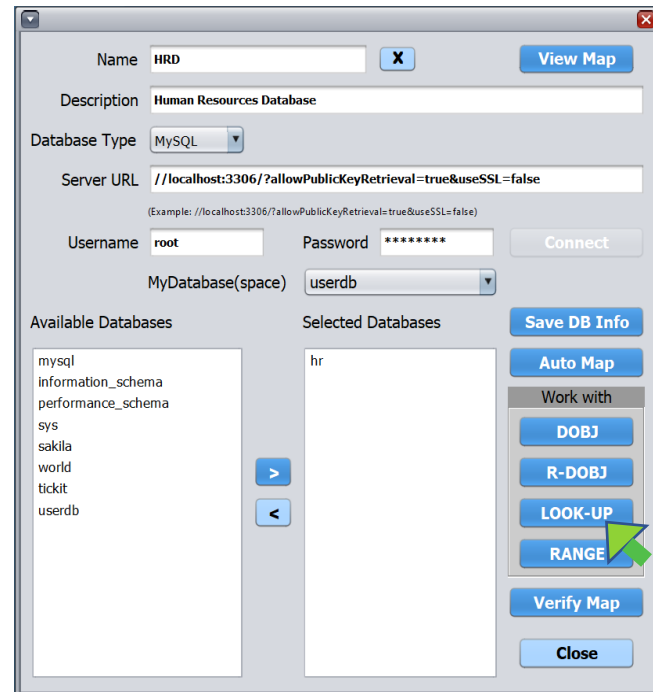 Name HRD X View Map
Description Human Resources Database
Database Type MySQL
Server URL //localhost:3306/?allowPublicKeyRetrieval=true&useSSL=false
(Example: //localhost:3306/?allowPublicKeyRetrieval=true&useSSL=false)
Username root Password ******** Connect
MyDatabase(space) userdb
Available Databases Selected Databases Save DB Info
mysql hr Auto Map
information_schema
performance_schema Work with
sys DOBJ
sakila
world > R-DOBJ
tickit
userdb < LOOK-UP
RANGE
Verify Map
Close